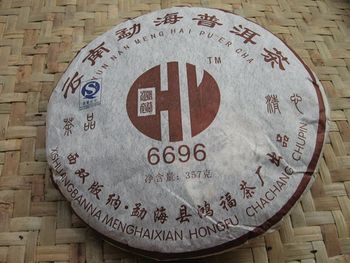 云南勐海普洱茶
YUN NAN MENG HAI PU ER CHA
TM
茶品
情
6696
净含量:357克
西双版纳·勐海县鸿福茶厂出品
XISHUANGBANNA MENGHAIXIAN HONGFU CHACHANG CHUPIN